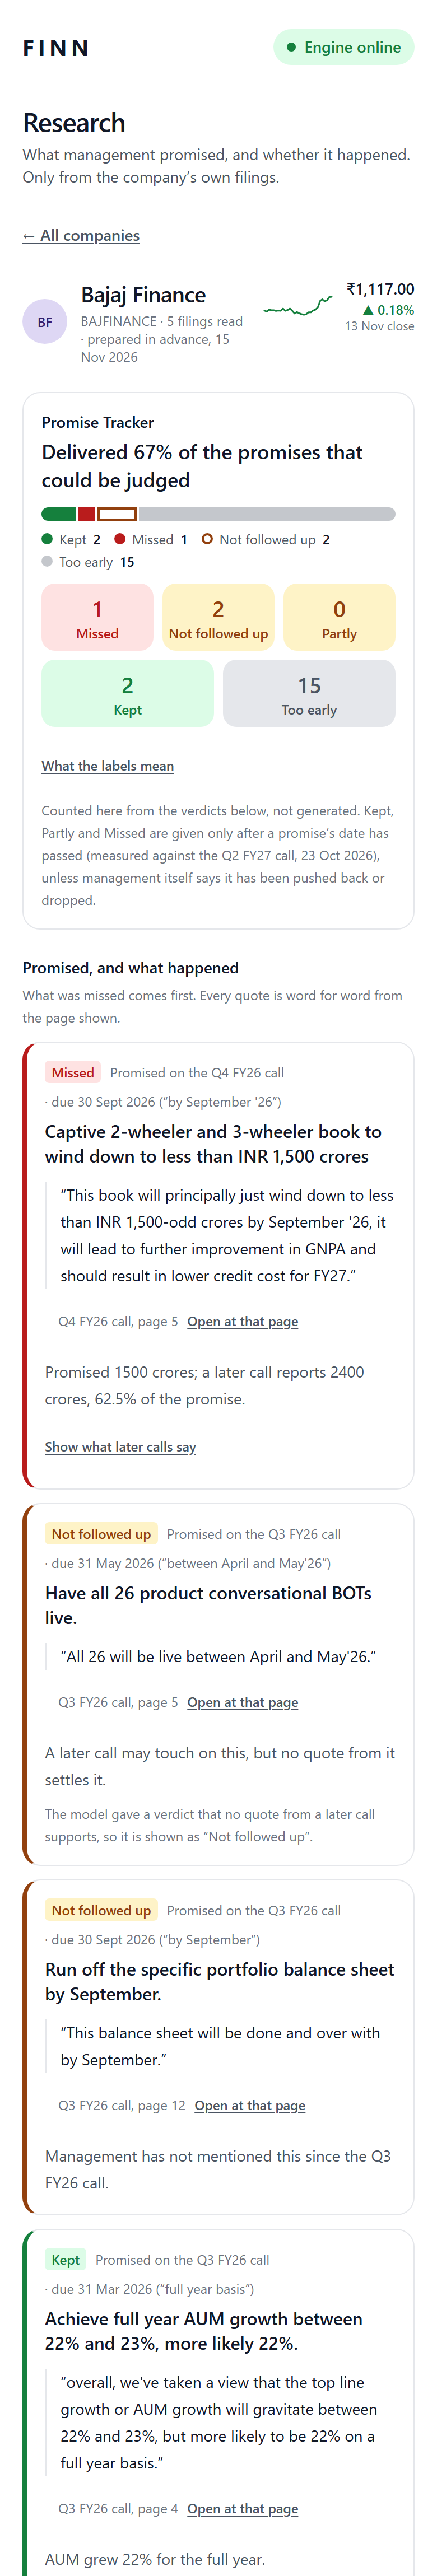 FINN
Engine online
Research
What management promised, and whether it happened.
Only from the company’s own filings.
← All companies
BF
Bajaj Finance
BAJFINANCE · 5 filings read
· prepared in advance, 15
Nov 2026
₹1,117.00
▲ 0.18%
13 Nov close
Promise Tracker
Delivered 67% of the promises that
could be judged
Kept 2 Missed 1 Not followed up 2
Too early 15
1
Missed
2
Not followed up
0
Partly
2
Kept
15
Too early
What the labels mean
Counted here from the verdicts below, not generated. Kept,
Partly and Missed are given only after a promise’s date has
passed (measured against the Q2 FY27 call, 23 Oct 2026),
unless management itself says it has been pushed back or
dropped.
Promised, and what happened
What was missed comes first. Every quote is word for word from
the page shown.
Missed Promised on the Q4 FY26 call
· due 30 Sept 2026 (“by September '26”)
Captive 2-wheeler and 3-wheeler book to
wind down to less than INR 1,500 crores
“This book will principally just wind down to less
than INR 1,500-odd crores by September '26, it
will lead to further improvement in GNPA and
should result in lower credit cost for FY27.”
Q4 FY26 call, page 5 Open at that page
Promised 1500 crores; a later call reports 2400
crores, 62.5% of the promise.
Show what later calls say
Not followed up Promised on the Q3 FY26 call
· due 31 May 2026 (“between April and May'26”)
Have all 26 product conversational BOTs
live.
“All 26 will be live between April and May'26.”
Q3 FY26 call, page 5 Open at that page
A later call may touch on this, but no quote from it
settles it.
The model gave a verdict that no quote from a later call
supports, so it is shown as “Not followed up”.
Not followed up Promised on the Q3 FY26 call
· due 30 Sept 2026 (“by September”)
Run off the specific portfolio balance sheet
by September.
“This balance sheet will be done and over with
by September.”
Q3 FY26 call, page 12 Open at that page
Management has not mentioned this since the Q3
FY26 call.
Kept Promised on the Q3 FY26 call
· due 31 Mar 2026 (“full year basis”)
Achieve full year AUM growth between
22% and 23%, more likely 22%.
“overall, we've taken a view that the top line
growth or AUM growth will gravitate between
22% and 23%, but more likely to be 22% on a
full year basis.”
Q3 FY26 call, page 4 Open at that page
AUM grew 22% for the full year.